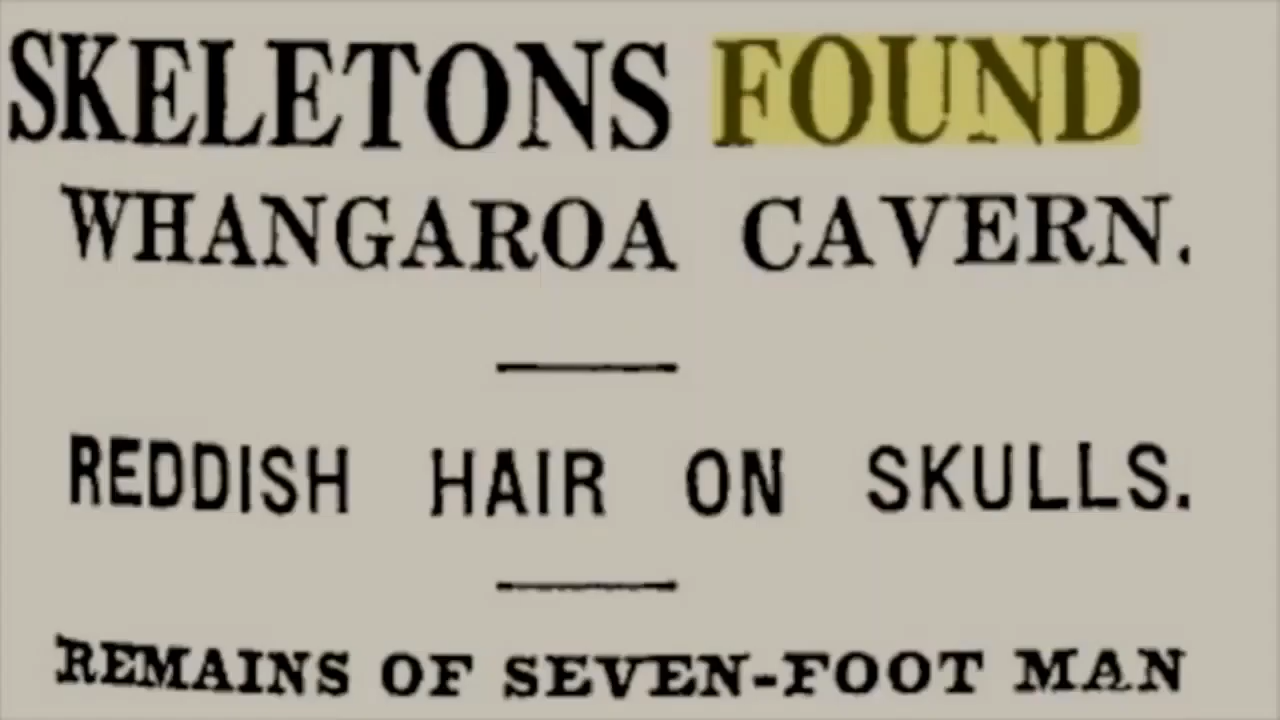 SKELETONS FOUND
WHANGAROA CAVERN.
REDDISH HAIR ON SKULLS.
REMAINS OF SEVEN-FOOT MAN